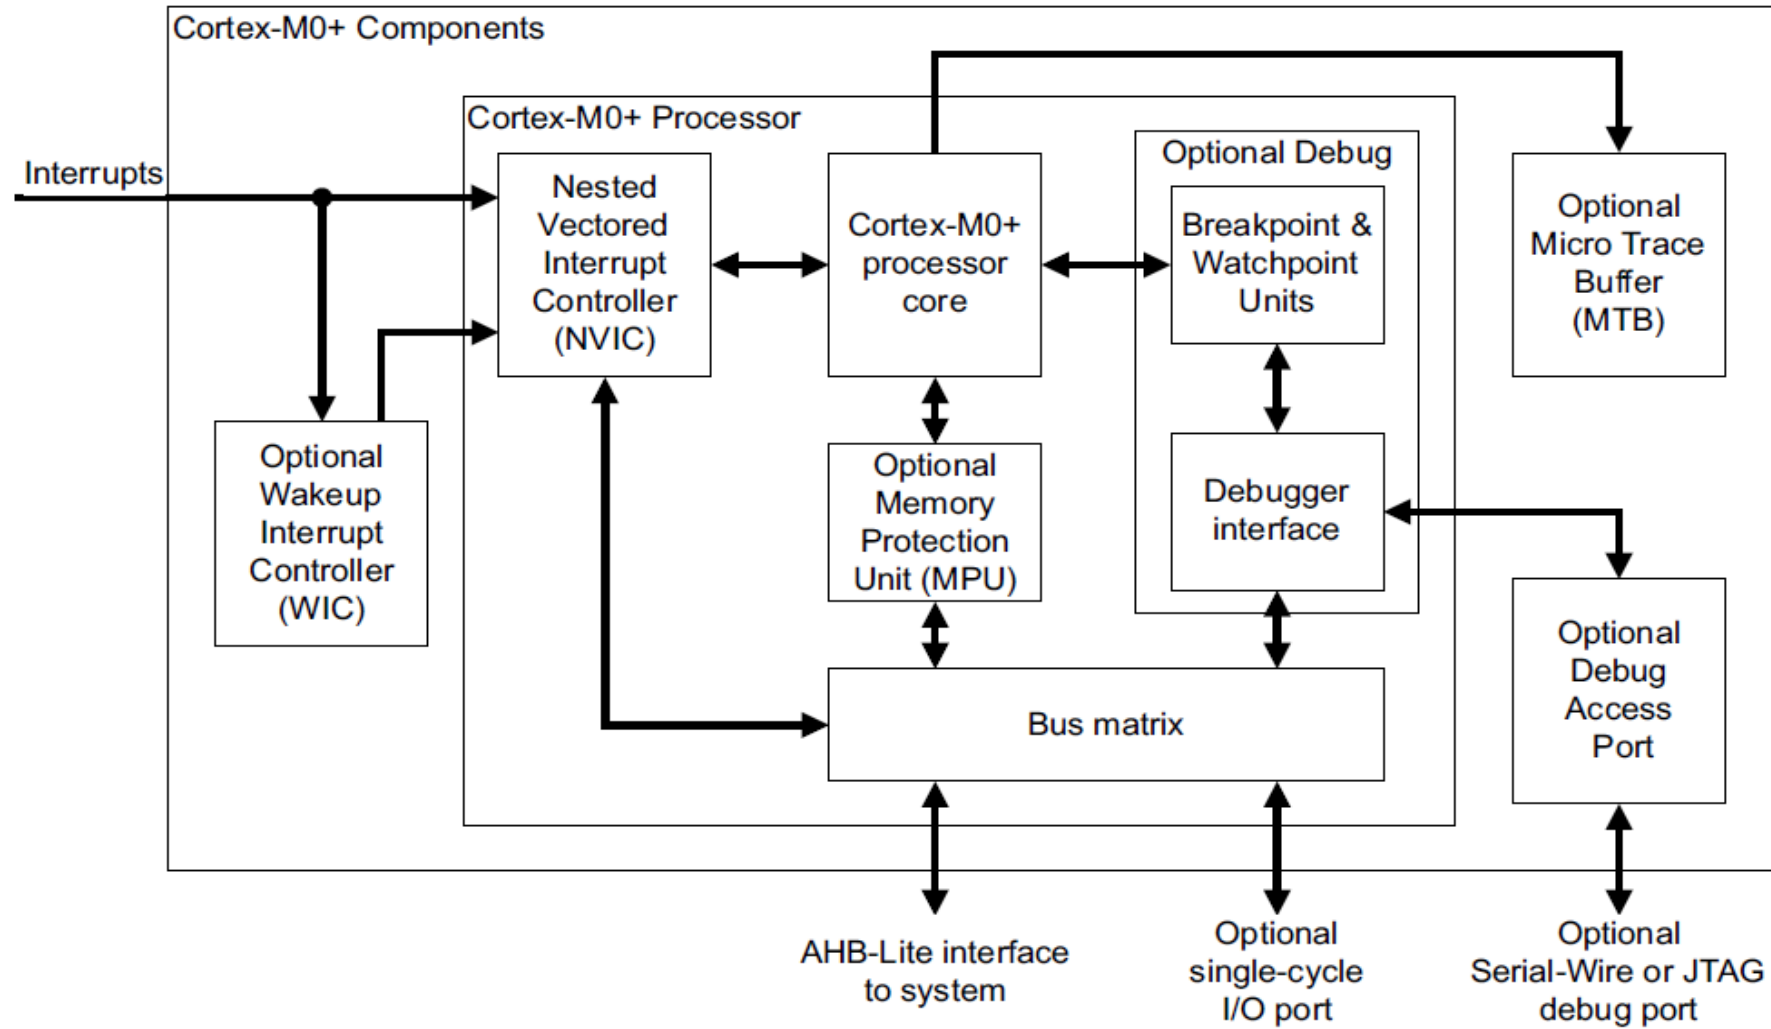 Cortex-M0+ Components
Cortex-M0+ Processor
Interrupts
Nested
Vectored
Interrupt
Controller
(NVIC)
Cortex-M0+
processor
core
Optional Debug
Breakpoint &
Watchpoint
Units
Optional
Micro Trace
Buffer
(MTB)
Optional
Wakeup
Interrupt
Controller
(WIC)
Optional
Memory
Protection
Unit (MPU)
Debugger
interface
Optional
Debug
Access
Port
Bus matrix
AHB-Lite interface
to system
Optional
single-cycle
I/O port
Optional
Serial-Wire or JTAG
debug port